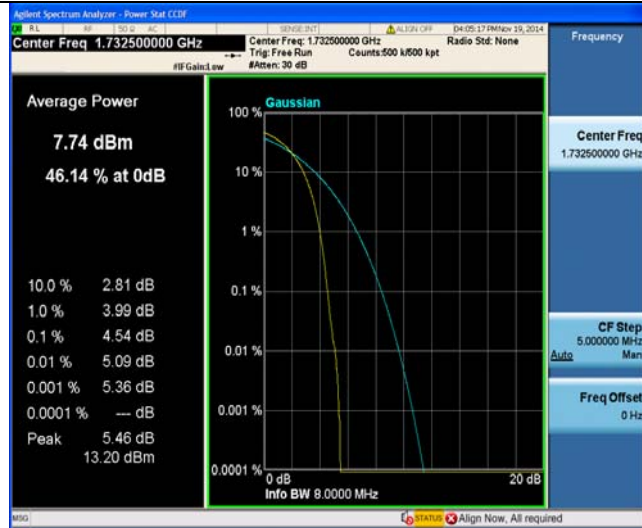 Agilent Spectrum Analyzer - Power Stat CCDF
RL RF 50 Ω AC SENSE:INT ALIGN OFF 04:05:17 PM Nov 19, 2014
Center Freq 1.732500000 GHz
Center Freq: 1.732500000 GHz Radio Std: None
Trig: Free Run Counts:500 k/500 kpt
#IFGain:Low #Atten: 30 dB
Frequency
Average Power
7.74 dBm
46.14 % at 0dB
10.0 % 2.81 dB
1.0 % 3.99 dB
0.1 % 4.54 dB
0.01 % 5.09 dB
0.001 % 5.36 dB
0.0001 % --- dB
Peak 5.46 dB
13.20 dBm
Gaussian
100 %
10 %
1 %
0.1 %
0.01 %
0.001 %
0.0001 %
0 dB 20 dB
Info BW 8.0000 MHz
Center Freq
1.732500000 GHz
CF Step
5.000000 MHz
Auto Man
Freq Offset
0 Hz
MSG STATUS Align Now, All required